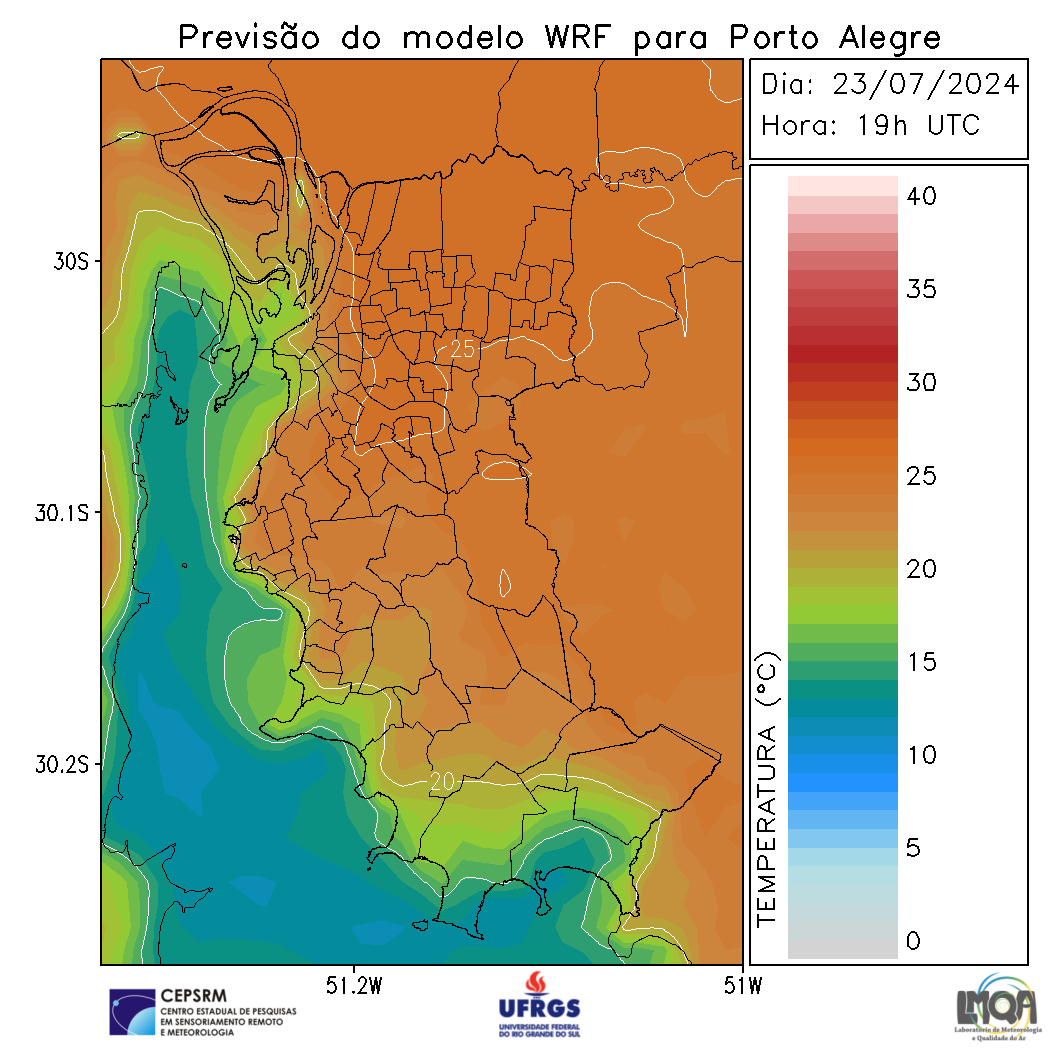 Previsão do modelo WRF para Porto Alegre
Dia: 23/07/2024
Hora: 19h UTC
30S
30.1S
30.2S
51.2W
51W
25
20
TEMPERATURA (°C)
40
35
30
25
20
15
10
5
0
CEPSRM
CENTRO ESTADUAL DE PESQUISAS
EM SENSORIAMENTO REMOTO
E METEOROLOGIA
UFRGS
UNIVERSIDADE FEDERAL
DO RIO GRANDE DO SUL
LMQA
Laboratório de Meteorologia
e Qualidade do Ar